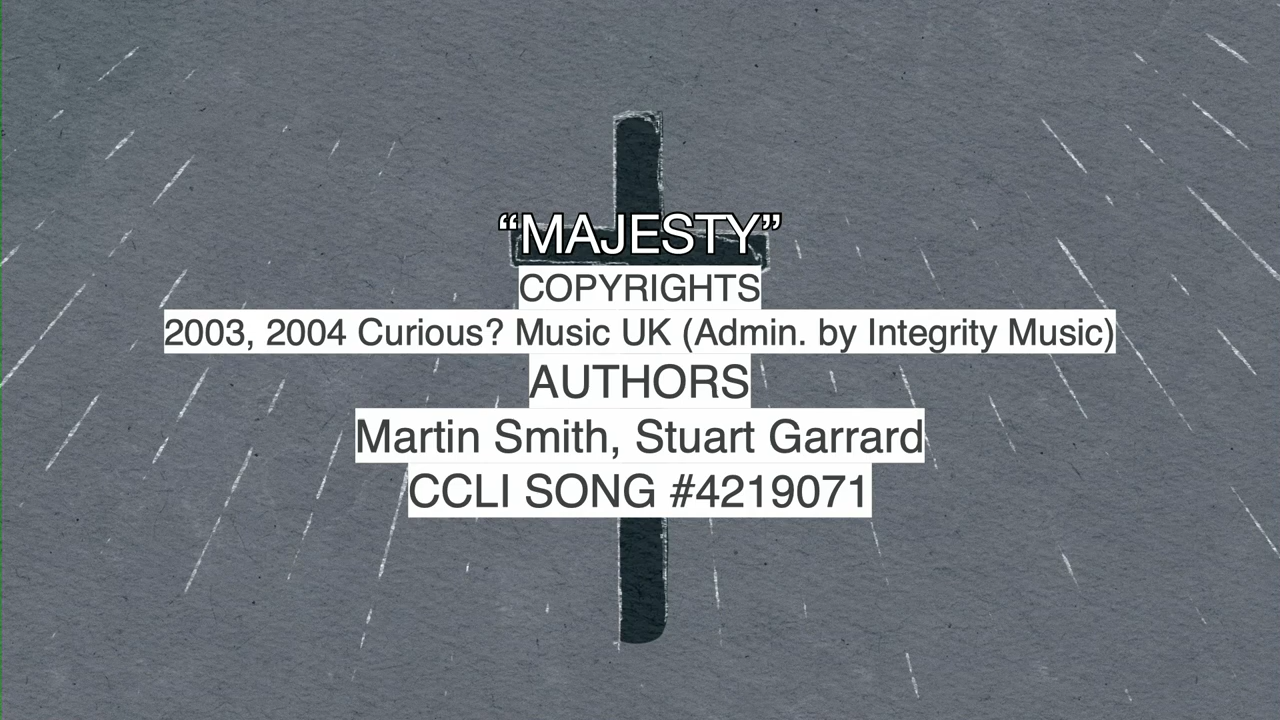 “MAJESTY”
COPYRIGHTS
2003, 2004 Curious? Music UK (Admin. by Integrity Music)
AUTHORS
Martin Smith, Stuart Garrard
CCLI SONG #4219071